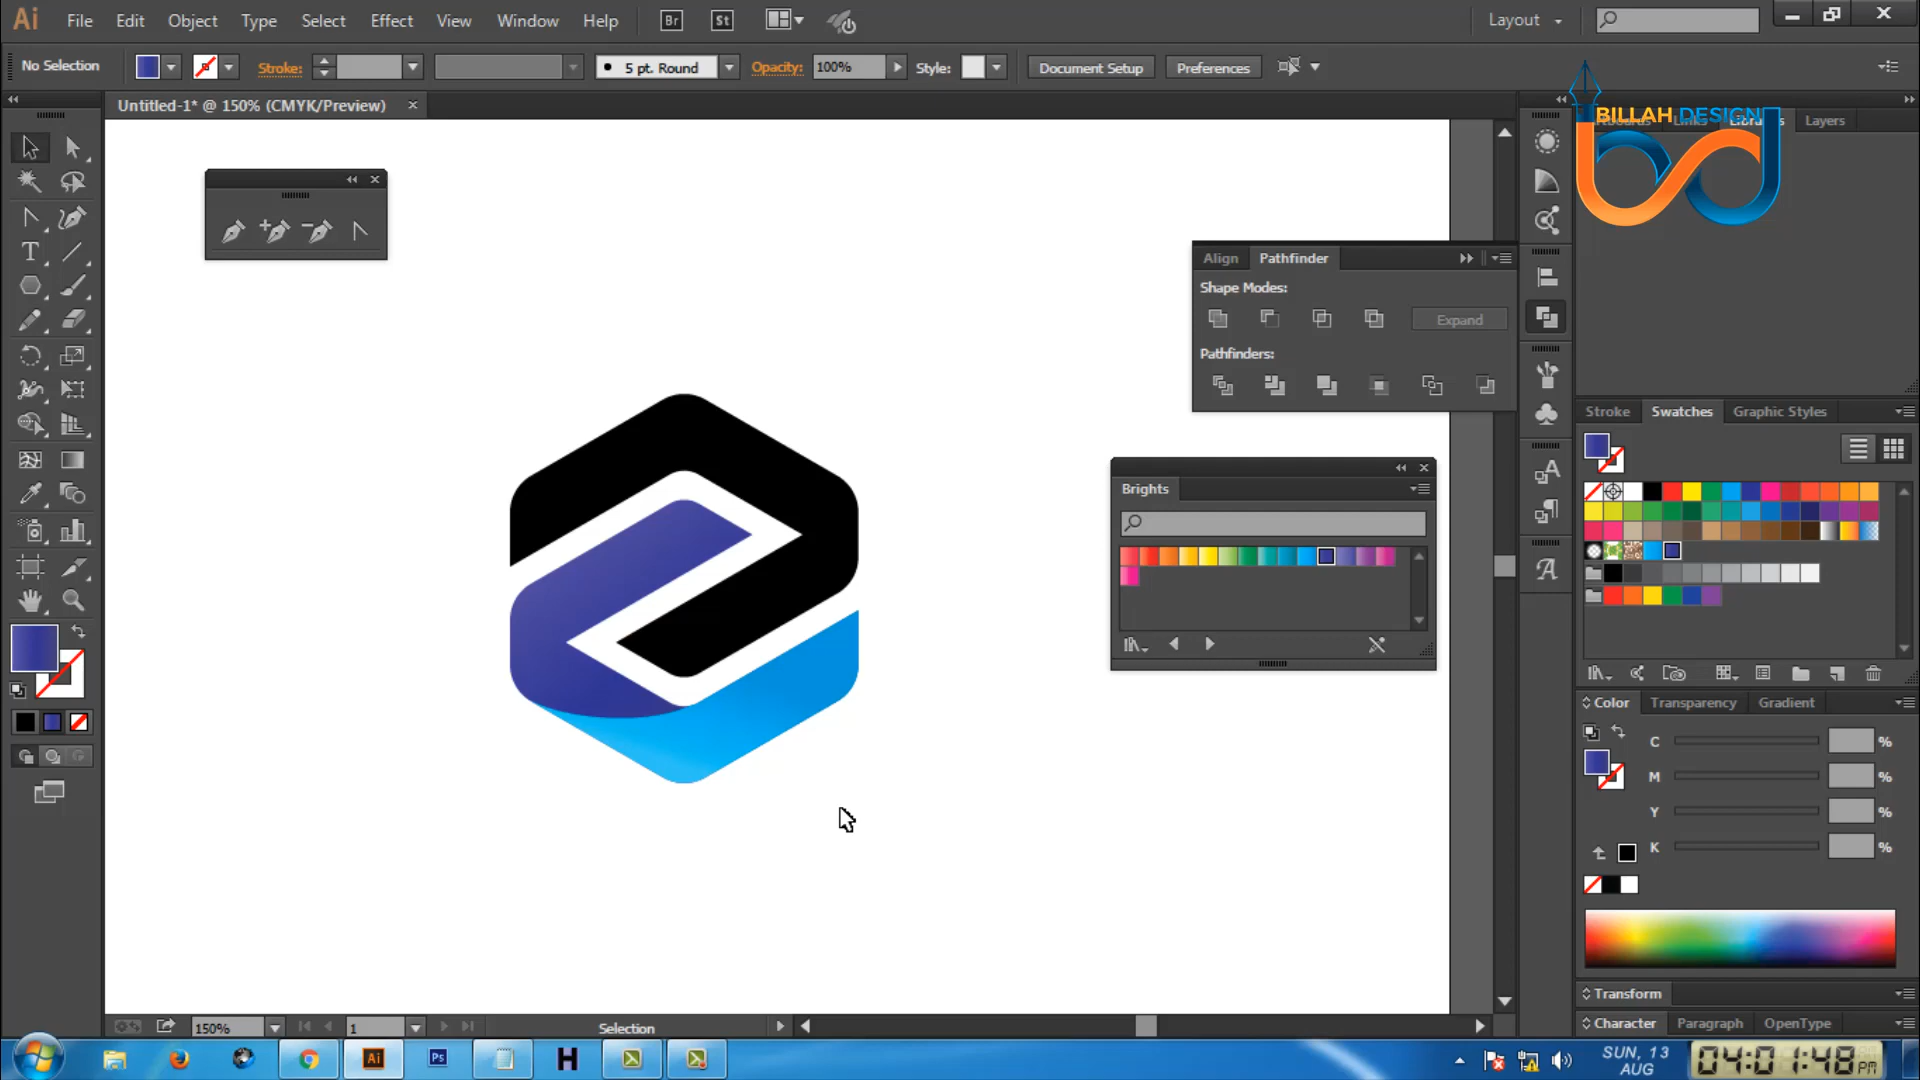 Ai File Edit Object Type Select Effect View Window Help Br St Layout
No Selection Stroke: 5 pt. Round Opacity: 100% Style: Document Setup Preferences
Untitled-1* @ 150% (CMYK/Preview)
BILLAH DESIGN
Layers
Align Pathfinder
Shape Modes:
Expand
Pathfinders:
Stroke Swatches Graphic Styles
Brights
Color Transparency Gradient
C %
M %
Y %
K %
Transform
Character Paragraph OpenType
150% 1 Selection
Ai Ps H
SUN, 13
AUG
04:01:48 PM